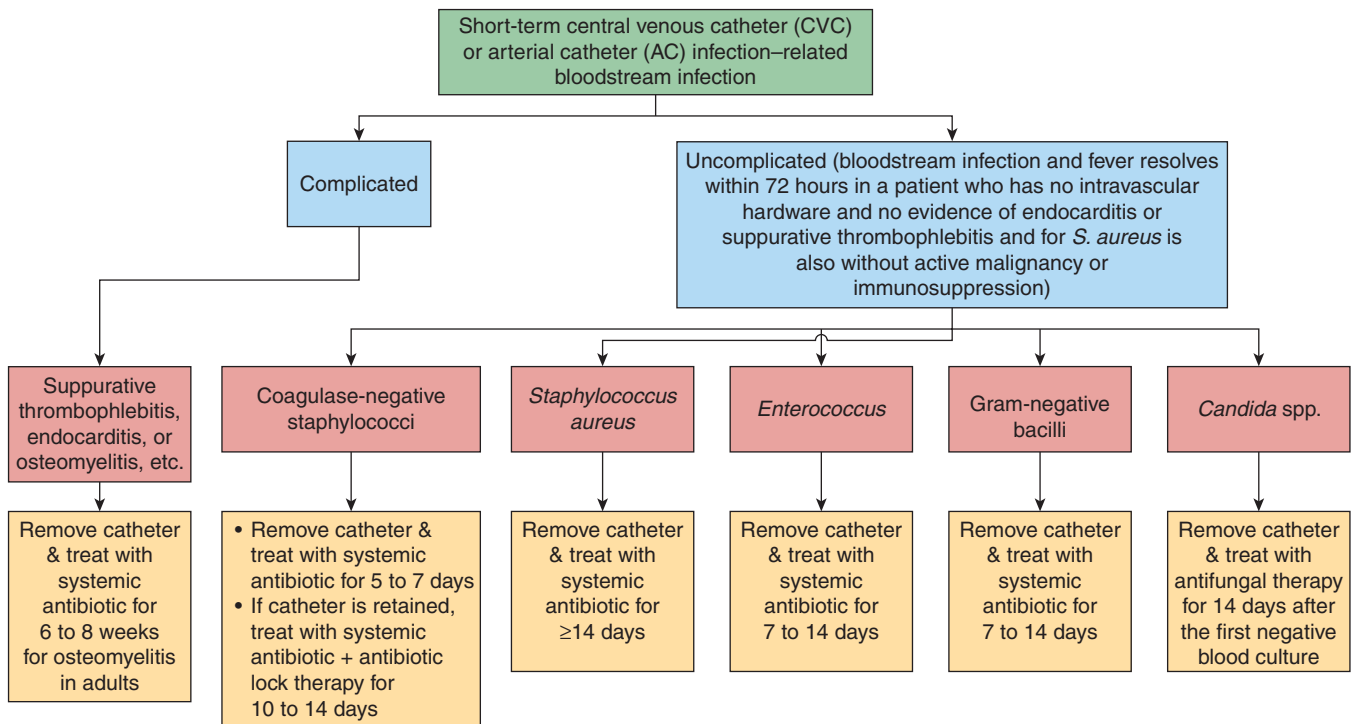 Short-term central venous catheter (CVC)
or arterial catheter (AC) infection–related
bloodstream infection
Complicated
Uncomplicated (bloodstream infection and fever resolves
within 72 hours in a patient who has no intravascular
hardware and no evidence of endocarditis or
suppurative thrombophlebitis and for S. aureus is
also without active malignancy or
immunosuppression)
Suppurative
thrombophlebitis,
endocarditis, or
osteomyelitis, etc.
Coagulase-negative
staphylococci
Staphylococcus
aureus
Enterococcus
Gram-negative
bacilli
Candida spp.
Remove catheter
& treat with
systemic
antibiotic for
6 to 8 weeks
for osteomyelitis
in adults
• Remove catheter &
treat with systemic
antibiotic for 5 to 7 days
• If catheter is retained,
treat with systemic
antibiotic + antibiotic
lock therapy for
10 to 14 days
Remove catheter
& treat with
systemic
antibiotic for
≥14 days
Remove catheter
& treat with
systemic
antibiotic for
7 to 14 days
Remove catheter
& treat with
systemic
antibiotic for
7 to 14 days
Remove catheter
& treat with
antifungal therapy
for 14 days after
the first negative
blood culture